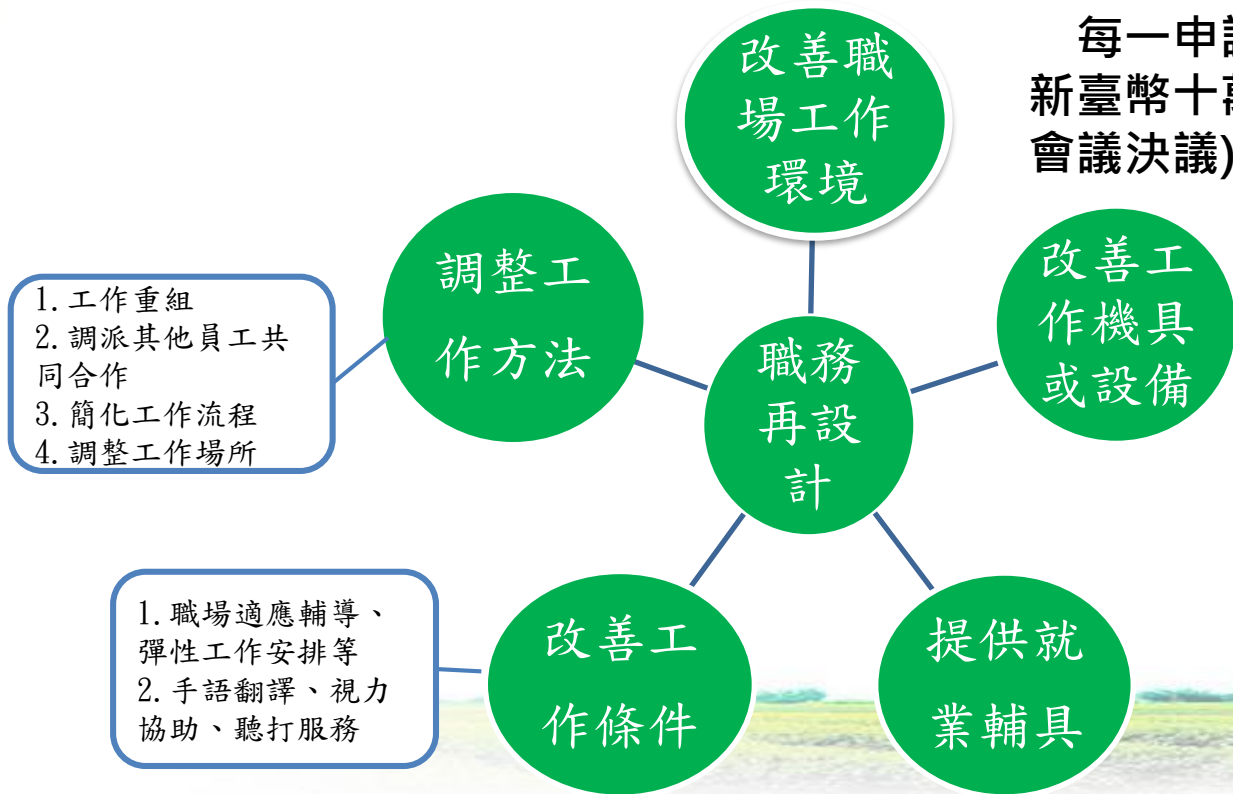 每一申
新臺幣十萬
會議決議)
改善職
場工作
環境
調整工
作方法
改善工
作機具
或設備
職務
再設
計
1.工作重組
2.調派其他員工共
同合作
3.簡化工作流程
4.調整工作場所
1.職場適應輔導、
彈性工作安排等
2.手語翻譯、視力
協助、聽打服務
改善工
作條件
提供就
業輔具